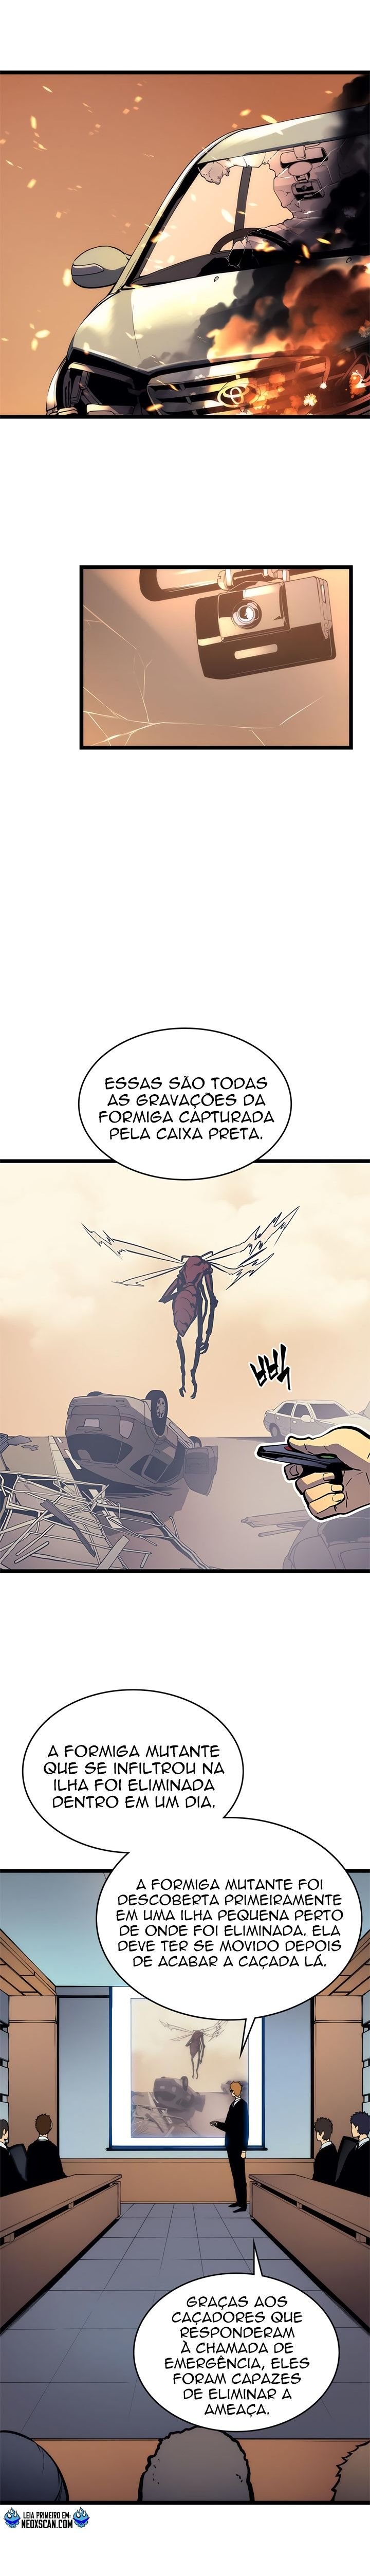 ESSAS SÃO TODAS
AS GRAVAÇÕES DA
FORMIGA CAPTURADA
PELA CAIXA PRETA.
삐빅
A FORMIGA MUTANTE
QUE SE INFILTROU NA
ILHA FOI ELIMINADA
DENTRO EM UM DIA.
A FORMIGA MUTANTE FOI
DESCOBERTA PRIMEIRAMENTE
EM UMA ILHA PEQUENA PERTO
DE ONDE FOI ELIMINADA. ELA
DEVE TER SE MOVIDO DEPOIS
DE ACABAR A CAÇADA LÁ.
GRAÇAS AOS
CAÇADORES QUE
RESPONDERAM
À CHAMADA DE
EMERGÊNCIA, ELES
FORAM CAPAZES
DE ELIMINAR A
AMEAÇA.
LEIA PRIMEIRO EM:
NEOXSCAN.COM